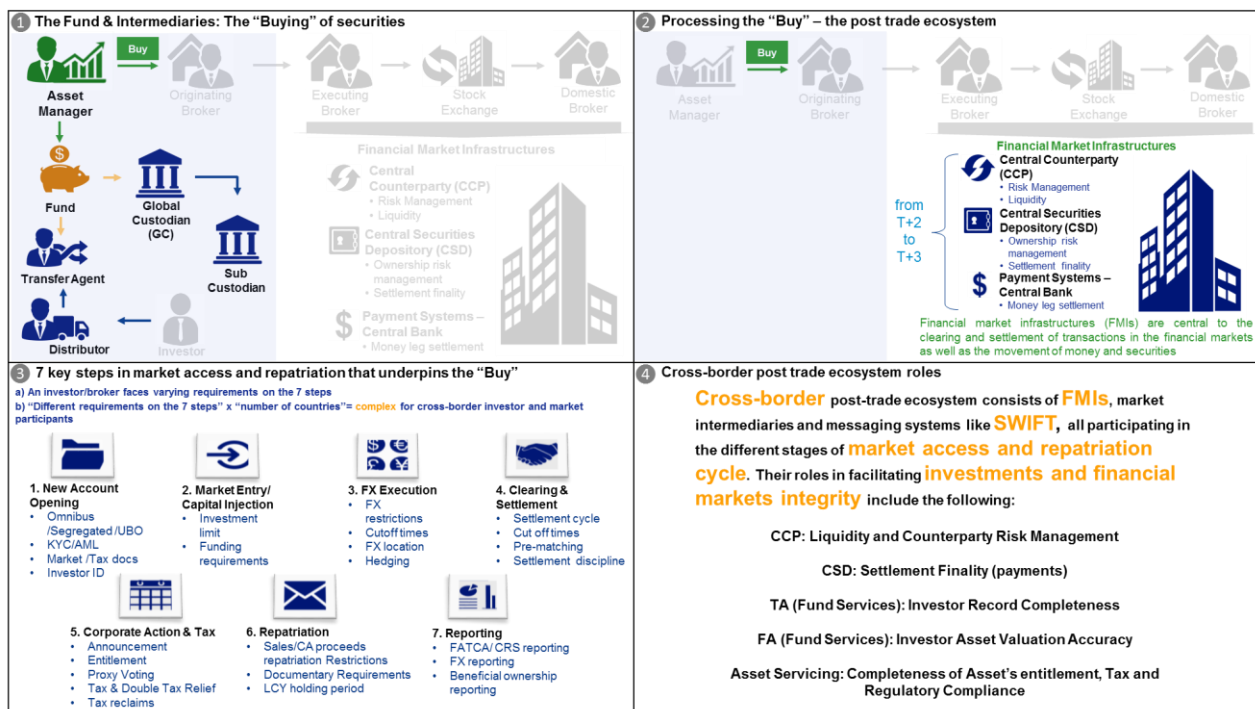 1 The Fund & Intermediaries: The “Buying” of securities
Buy
Asset
Manager
Originating
Broker
Executing
Broker
Stock
Exchange
Domestic
Broker
Financial Market Infrastructures
Central
Counterparty (CCP)
• Risk Management
• Liquidity
Central Securities
Depository (CSD)
• Ownership risk
management
• Settlement finality
Payment Systems –
Central Bank
• Money leg settlement
$
Fund
Global
Custodian
(GC)
Transfer Agent
Sub
Custodian
Distributor
Investor
2 Processing the “Buy” – the post trade ecosystem
Buy
Asset
Manager
Originating
Broker
Executing
Broker
Stock
Exchange
Domestic
Broker
Financial Market Infrastructures
Central Counterparty
(CCP)
• Risk Management
• Liquidity
from
T+2
to
T+3
Central Securities
Depository (CSD)
• Ownership risk
management
• Settlement finality
$
Payment Systems –
Central Bank
• Money leg settlement
Financial market infrastructures (FMIs) are central to the
clearing and settlement of transactions in the financial markets
as well as the movement of money and securities
3 7 key steps in market access and repatriation that underpins the “Buy”
a) An investor/broker faces varying requirements on the 7 steps
b) “Different requirements on the 7 steps” x “number of countries”= complex for cross-border investor and market
participants
$ €
£ ¥
1. New Account
Opening
• Omnibus
/Segregated /UBO
• KYC/AML
• Market /Tax docs
• Investor ID
2. Market Entry/
Capital Injection
• Investment
limit
• Funding
requirements
3. FX Execution
• FX
restrictions
• Cutoff times
• FX location
• Hedging
4. Clearing &
Settlement
• Settlement cycle
• Cut off times
• Pre-matching
• Settlement discipline
5. Corporate Action & Tax
• Announcement
• Entitlement
• Proxy Voting
• Tax & Double Tax Relief
• Tax reclaims
6. Repatriation
• Sales/CA proceeds
repatriation Restrictions
• Documentary Requirements
• LCY holding period
7. Reporting
• FATCA/ CRS reporting
• FX reporting
• Beneficial ownership
reporting
4 Cross-border post trade ecosystem roles
Cross-border post-trade ecosystem consists of FMIs, market
intermediaries and messaging systems like SWIFT, all participating in
the different stages of market access and repatriation
cycle. Their roles in facilitating investments and financial
markets integrity include the following:
CCP: Liquidity and Counterparty Risk Management
CSD: Settlement Finality (payments)
TA (Fund Services): Investor Record Completeness
FA (Fund Services): Investor Asset Valuation Accuracy
Asset Servicing: Completeness of Asset’s entitlement, Tax and
Regulatory Compliance